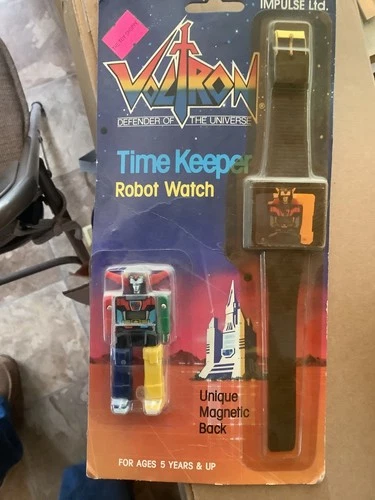 IMPULSE Ltd.
VOLTRON
DEFENDER OF THE UNIVERSE
Time Keeper
Robot Watch
Unique
Magnetic
Back
FOR AGES 5 YEARS & UP